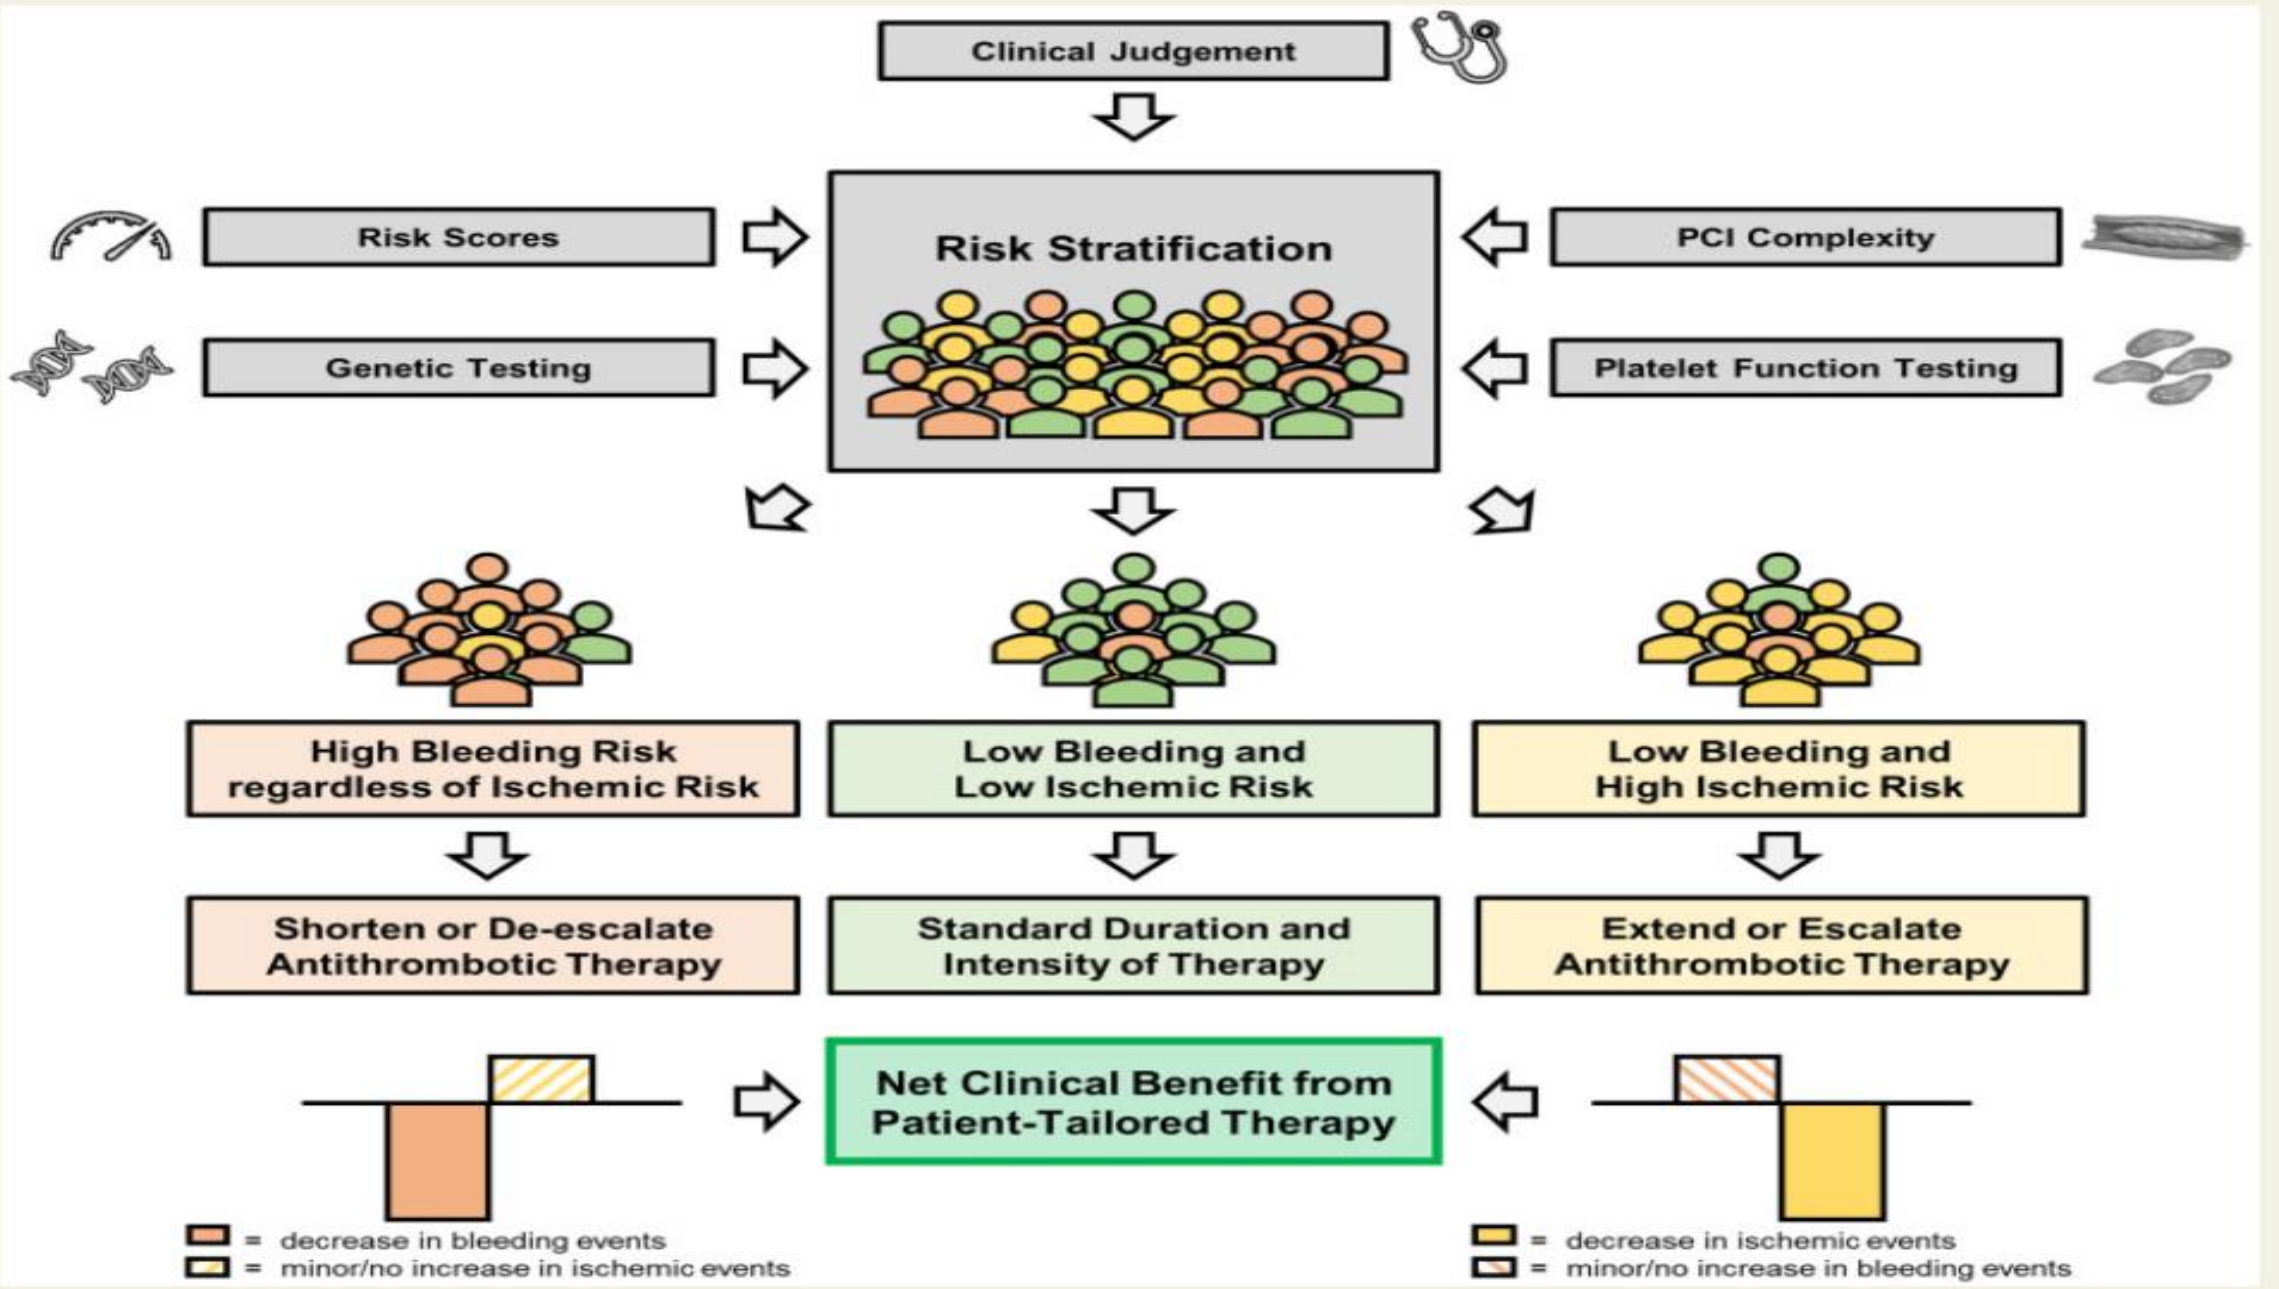 Clinical Judgement
Risk Scores
Risk Stratification
PCI Complexity
Genetic Testing
Platelet Function Testing
High Bleeding Risk
regardless of Ischemic Risk
Low Bleeding and
Low Ischemic Risk
Low Bleeding and
High Ischemic Risk
Shorten or De-escalate
Antithrombotic Therapy
Standard Duration and
Intensity of Therapy
Extend or Escalate
Antithrombotic Therapy
Net Clinical Benefit from
Patient-Tailored Therapy
= decrease in bleeding events
= minor/no increase in ischemic events
= decrease in ischemic events
= minor/no increase in bleeding events